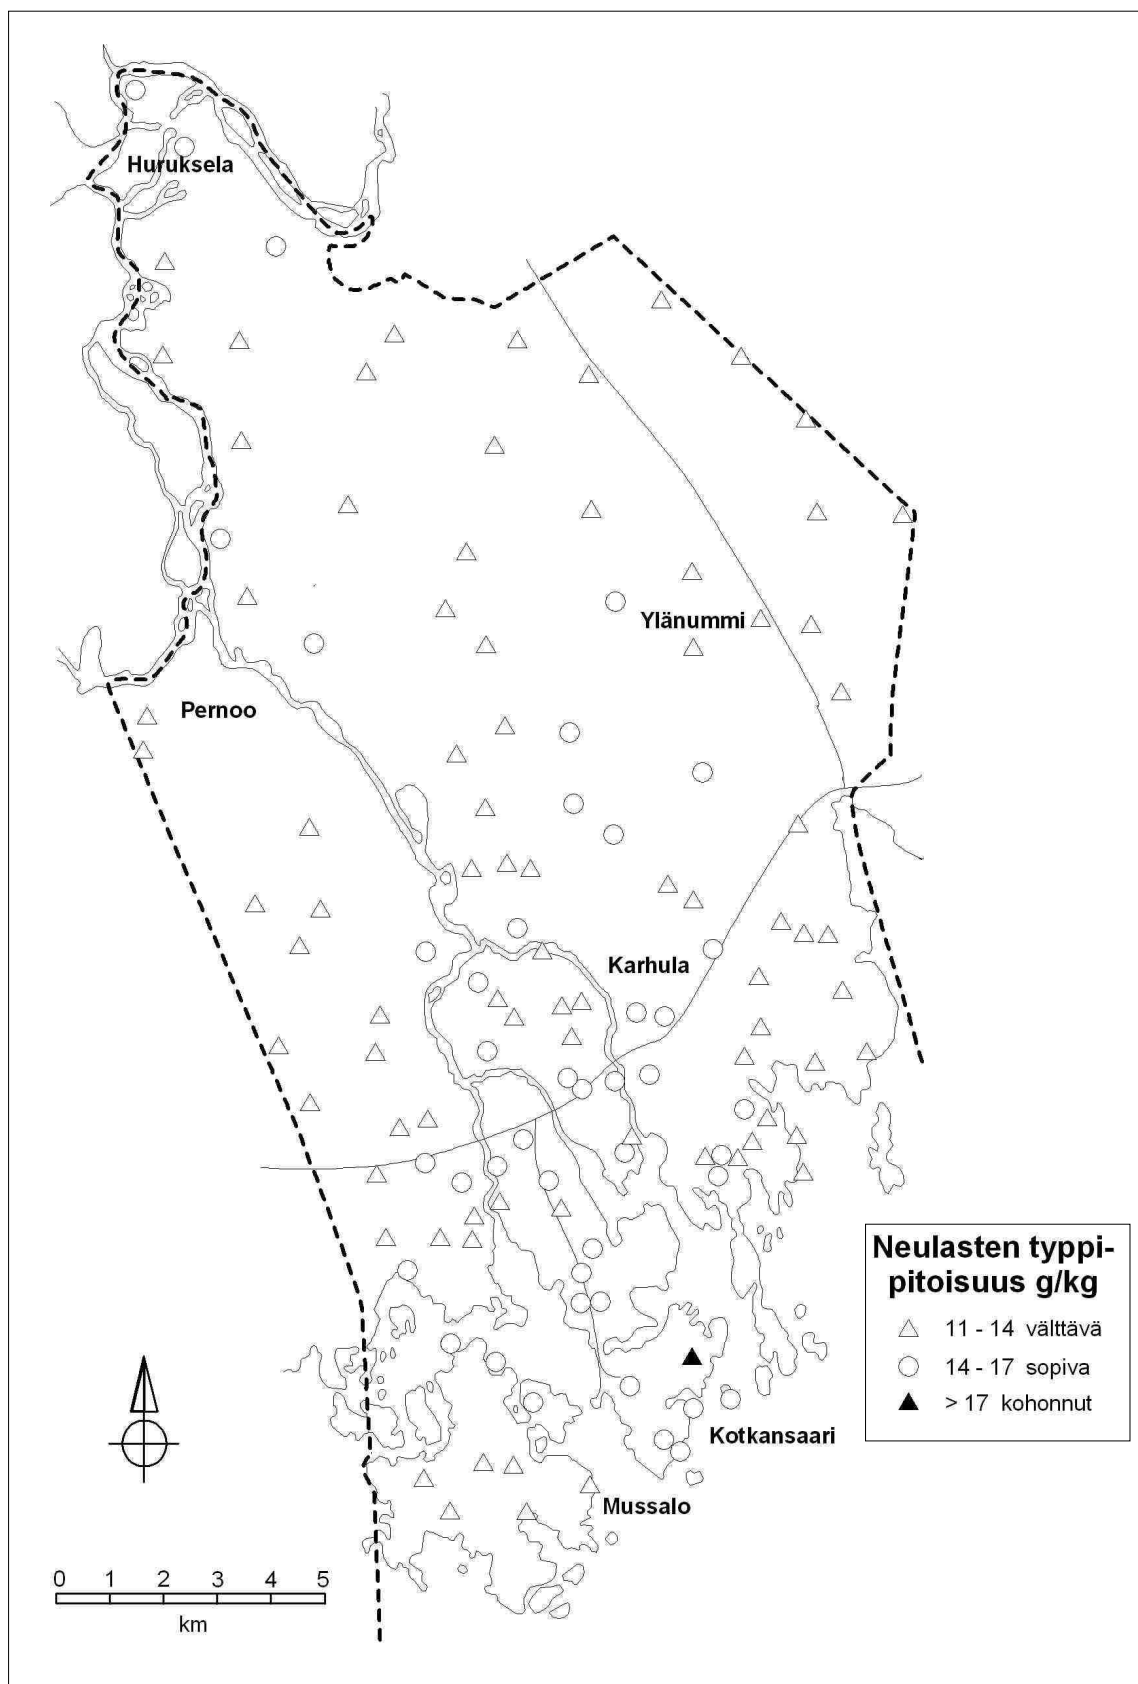 Huruksela
Ylänummi
Pernoo
Karhula
Neulasten typpi-
pitoisuus g/kg
11 - 14 välttävä
14 - 17 sopiva
> 17 kohonnut
Kotkansaari
Mussalo
0 1 2 3 4 5
km